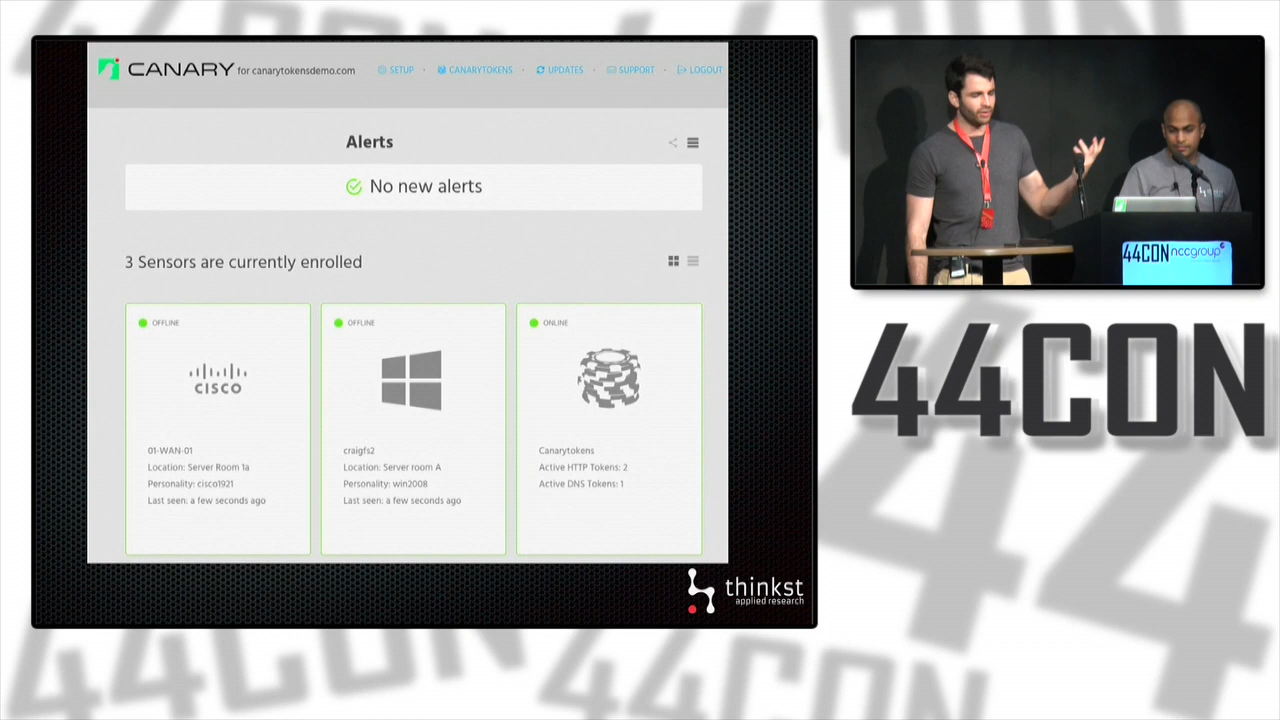 CANARY for canarytokensdemo.com
SETUP · CANARYTOKENS · UPDATES · SUPPORT · LOGOUT
Alerts
No new alerts
3 Sensors are currently enrolled
OFFLINE
CISCO
01-WAN-01
Location: Server Room 1a
Personality: cisco1921
Last seen: a few seconds ago
OFFLINE
craigfs2
Location: Server room A
Personality: win2008
Last seen: a few seconds ago
ONLINE
Canarytokens
Active HTTP Tokens: 2
Active DNS Tokens: 1
thinkst
applied research
44CON nccgroup
44CON
44CON
44CON
44CON